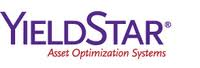 YIELDSTAR®
Asset Optimization Systems